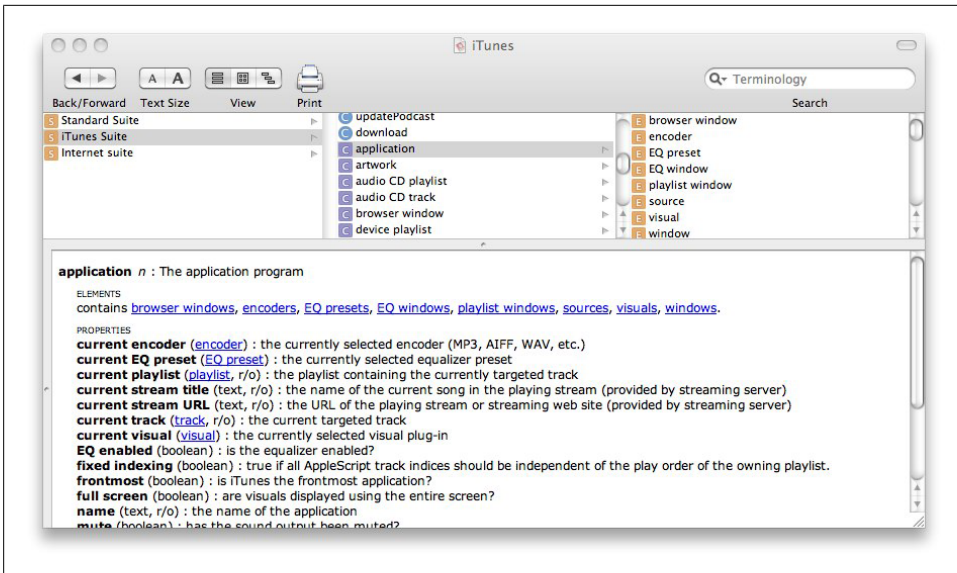 iTunes
A A
Terminology
Back/Forward Text Size View Print Search
S Standard Suite
S iTunes Suite
S Internet suite
C updatePodcast
C download
C application
C artwork
C audio CD playlist
C audio CD track
C browser window
C device playlist
E browser window
E encoder
E EQ preset
E EQ window
E playlist window
E source
E visual
E window
application n : The application program
ELEMENTS
contains browser windows, encoders, EQ presets, EQ windows, playlist windows, sources, visuals, windows.
PROPERTIES
current encoder (encoder) : the currently selected encoder (MP3, AIFF, WAV, etc.)
current EQ preset (EQ preset) : the currently selected equalizer preset
current playlist (playlist, r/o) : the playlist containing the currently targeted track
current stream title (text, r/o) : the name of the current song in the playing stream (provided by streaming server)
current stream URL (text, r/o) : the URL of the playing stream or streaming web site (provided by streaming server)
current track (track, r/o) : the current targeted track
current visual (visual) : the currently selected visual plug-in
EQ enabled (boolean) : is the equalizer enabled?
fixed indexing (boolean) : true if all AppleScript track indices should be independent of the play order of the owning playlist.
frontmost (boolean) : is iTunes the frontmost application?
full screen (boolean) : are visuals displayed using the entire screen?
name (text, r/o) : the name of the application
mute (boolean) : has the sound output been muted?